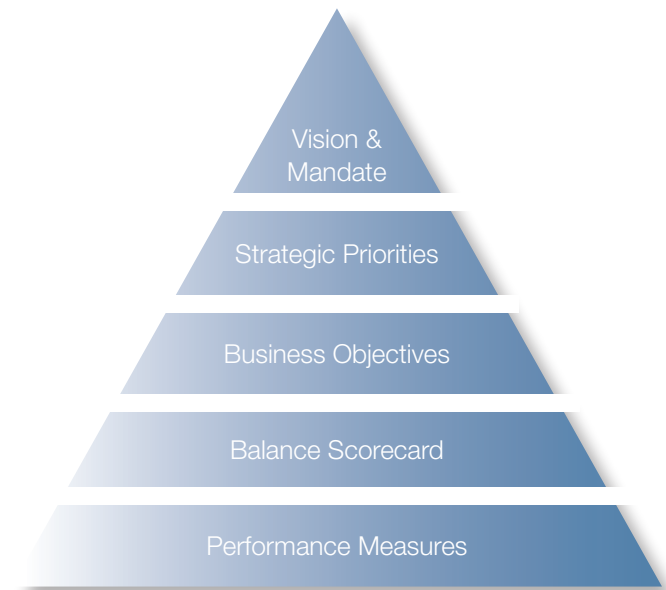 Vision &
Mandate
Strategic Priorities
Business Objectives
Balance Scorecard
Performance Measures